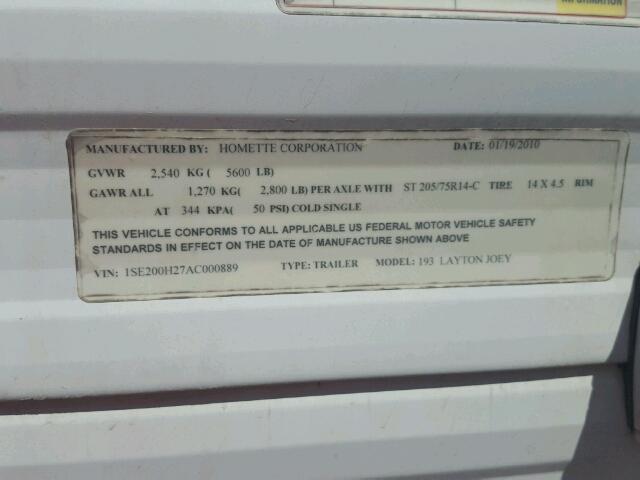 INFORMATION
MANUFACTURED BY: HOMETTE CORPORATION DATE: 01/19/2010
GVWR 2,540 KG ( 5600 LB)
GAWR ALL 1,270 KG( 2,800 LB) PER AXLE WITH ST 205/75R14-C TIRE 14 X 4.5 RIM
AT 344 KPA( 50 PSI) COLD SINGLE
THIS VEHICLE CONFORMS TO ALL APPLICABLE US FEDERAL MOTOR VEHICLE SAFETY
STANDARDS IN EFFECT ON THE DATE OF MANUFACTURE SHOWN ABOVE
VIN: 1SE200H27AC000889 TYPE: TRAILER MODEL: 193 LAYTON JOEY